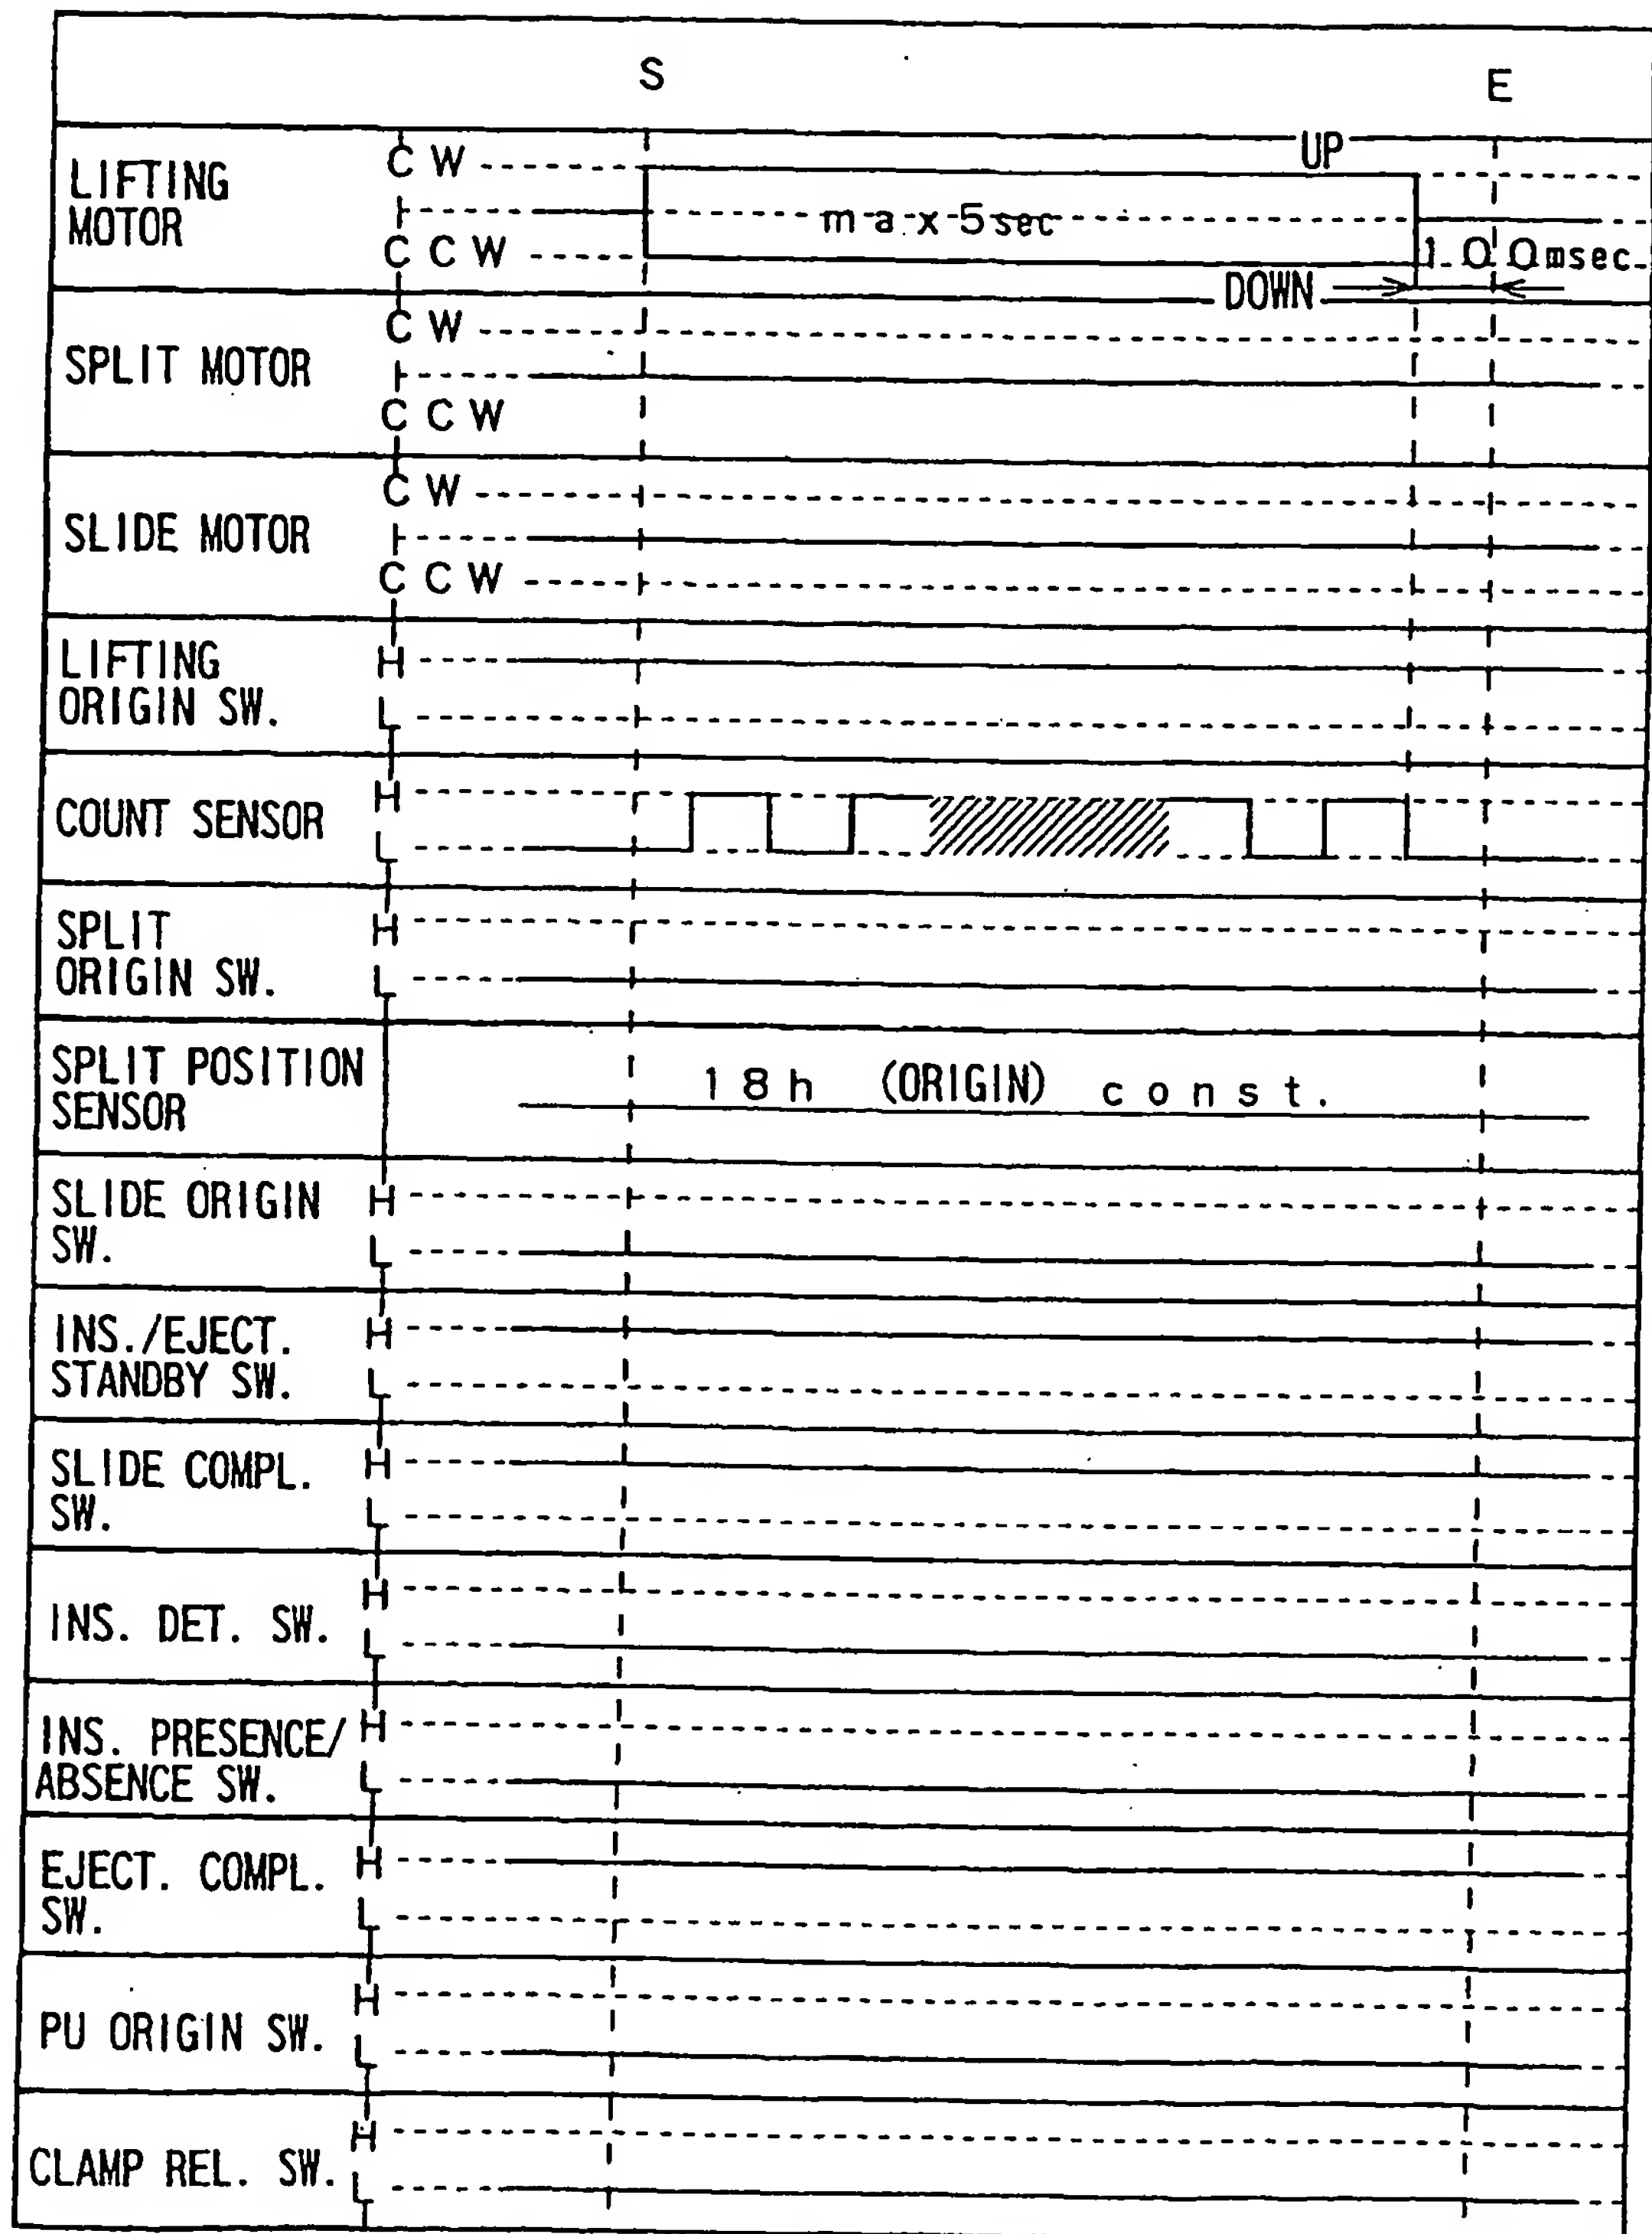 S E
LIFTING
MOTOR
CW
CCW
UP
max 5sec
100msec
DOWN
SPLIT MOTOR
CW
CCW
SLIDE MOTOR
CW
CCW
LIFTING
ORIGIN SW.
H
L
COUNT SENSOR
H
L
SPLIT
ORIGIN SW.
H
L
SPLIT POSITION
SENSOR
18h (ORIGIN) const.
SLIDE ORIGIN
SW.
H
L
INS./EJECT.
STANDBY SW.
H
L
SLIDE COMPL.
SW.
H
L
INS. DET. SW.
H
L
INS. PRESENCE/
ABSENCE SW.
H
L
EJECT. COMPL.
SW.
H
L
PU ORIGIN SW.
H
L
CLAMP REL. SW.
H
L